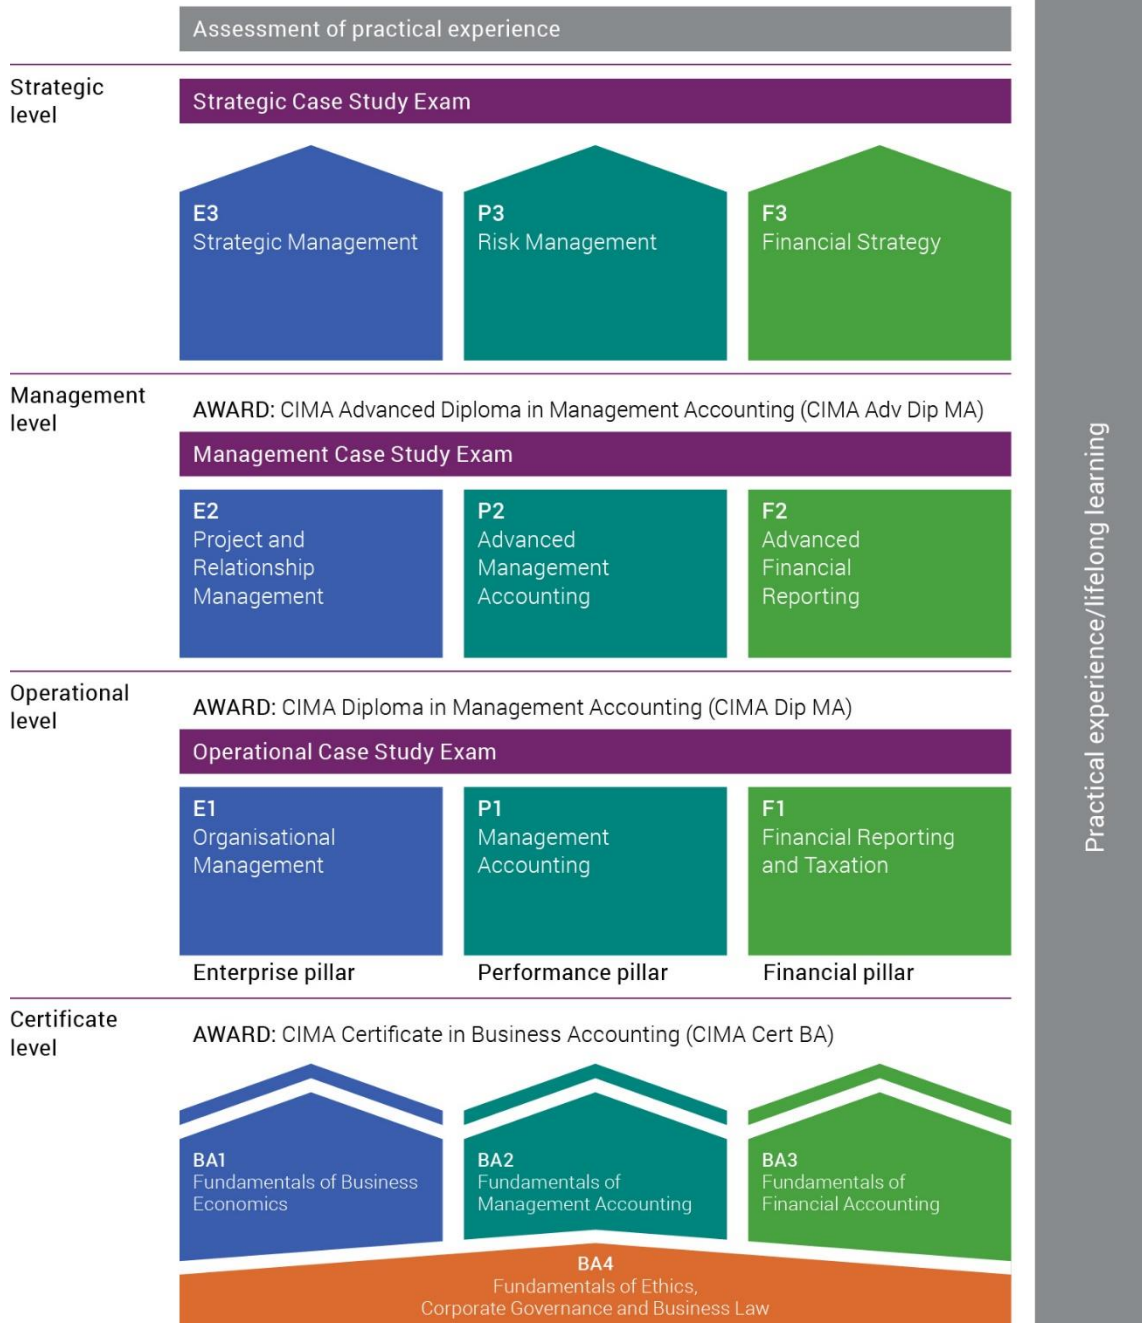 Assessment of practical experience
Strategic
level
Strategic Case Study Exam
E3
Strategic Management
P3
Risk Management
F3
Financial Strategy
Management
level
AWARD: CIMA Advanced Diploma in Management Accounting (CIMA Adv Dip MA)
Management Case Study Exam
E2
Project and
Relationship
Management
P2
Advanced
Management
Accounting
F2
Advanced
Financial
Reporting
Operational
level
AWARD: CIMA Diploma in Management Accounting (CIMA Dip MA)
Operational Case Study Exam
E1
Organisational
Management
P1
Management
Accounting
F1
Financial Reporting
and Taxation
Enterprise pillar
Performance pillar
Financial pillar
Certificate
level
AWARD: CIMA Certificate in Business Accounting (CIMA Cert BA)
BA1
Fundamentals of Business
Economics
BA2
Fundamentals of
Management Accounting
BA3
Fundamentals of
Financial Accounting
BA4
Fundamentals of Ethics,
Corporate Governance and Business Law
Practical experience/lifelong learning